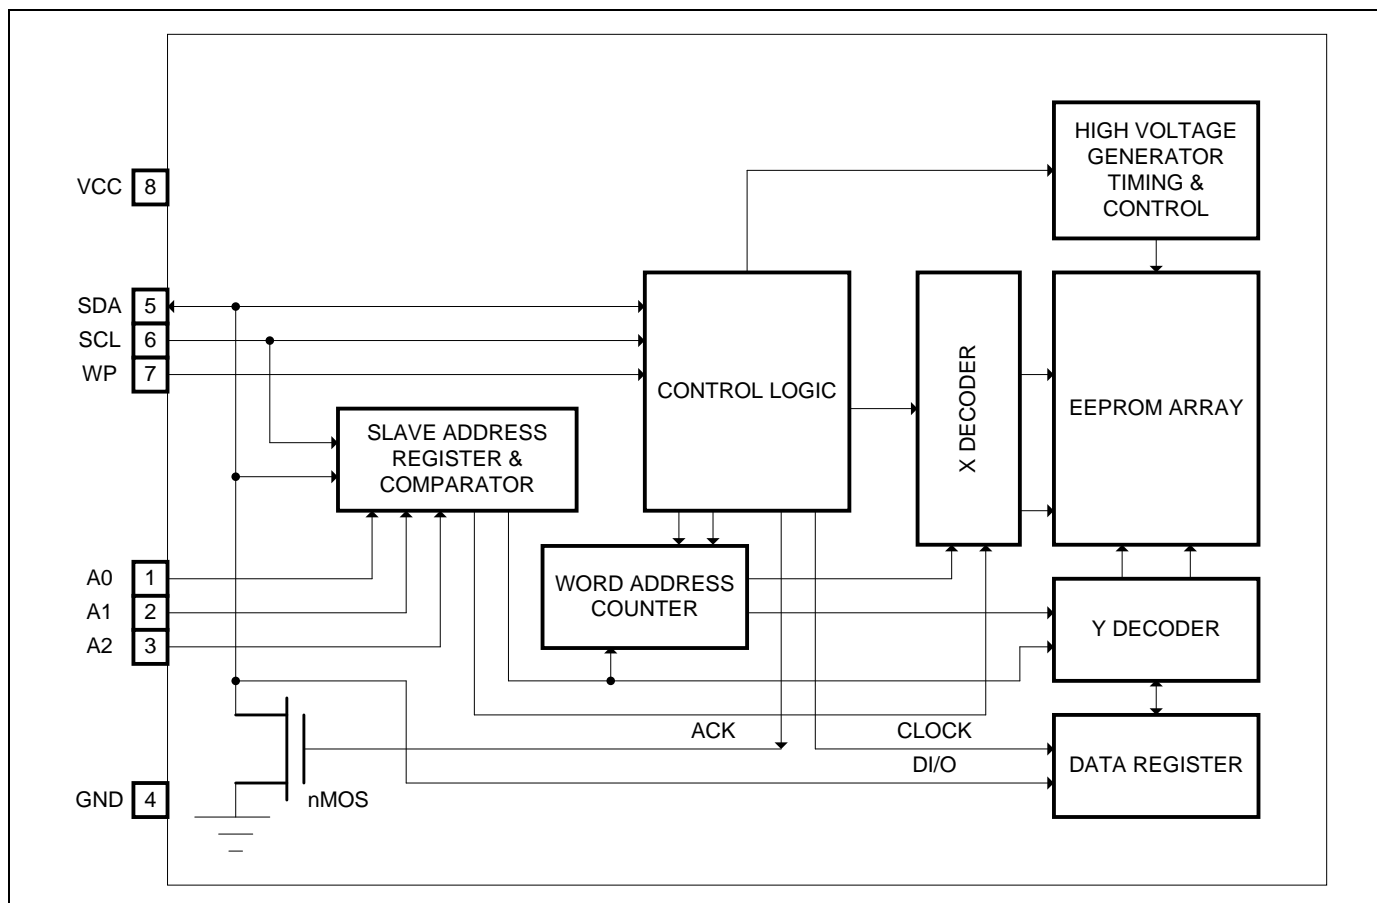 HIGH VOLTAGE
GENERATOR
TIMING &
CONTROL
VCC 8
SDA 5
SCL 6
WP 7
CONTROL LOGIC
X DECODER
EEPROM ARRAY
SLAVE ADDRESS
REGISTER &
COMPARATOR
A0 1
A1 2
A2 3
WORD ADDRESS
COUNTER
Y DECODER
ACK
CLOCK
DI/O
DATA REGISTER
GND 4
nMOS